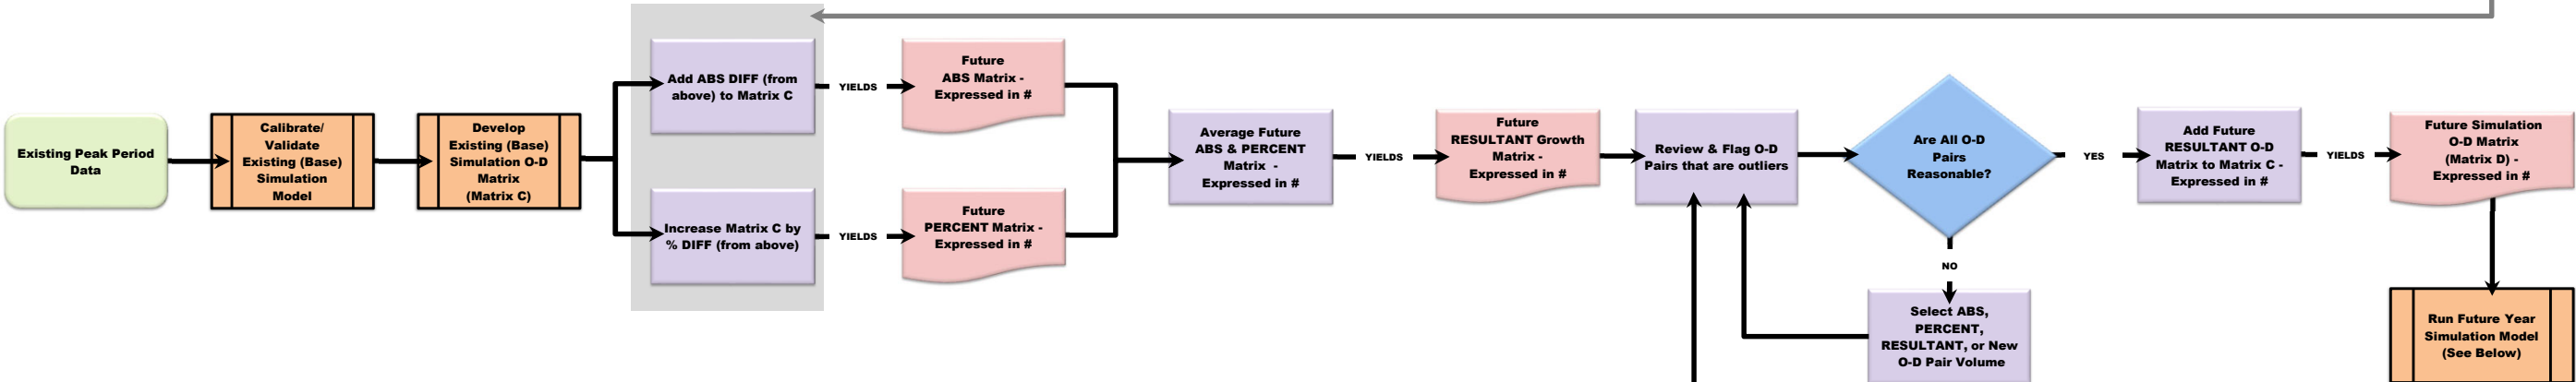 Existing Peak Period
Data
Calibrate/
Validate
Existing (Base)
Simulation
Model
Develop
Existing (Base)
Simulation O-D
Matrix
(Matrix C)
Add ABS DIFF (from
above) to Matrix C
YIELDS
Future
ABS Matrix -
Expressed in #
Increase Matrix C by
% DIFF (from above)
YIELDS
Future
PERCENT Matrix -
Expressed in #
Average Future
ABS & PERCENT
Matrix -
Expressed in #
YIELDS
Future
RESULTANT Growth
Matrix -
Expressed in #
Review & Flag O-D
Pairs that are outliers
Are All O-D
Pairs
Reasonable?
NO
Select ABS,
PERCENT,
RESULTANT, or New
O-D Pair Volume
YES
Add Future
RESULTANT O-D
Matrix to Matrix C -
Expressed in #
YIELDS
Future Simulation
O-D Matrix
(Matrix D) -
Expressed in #
Run Future Year
Simulation Model
(See Below)